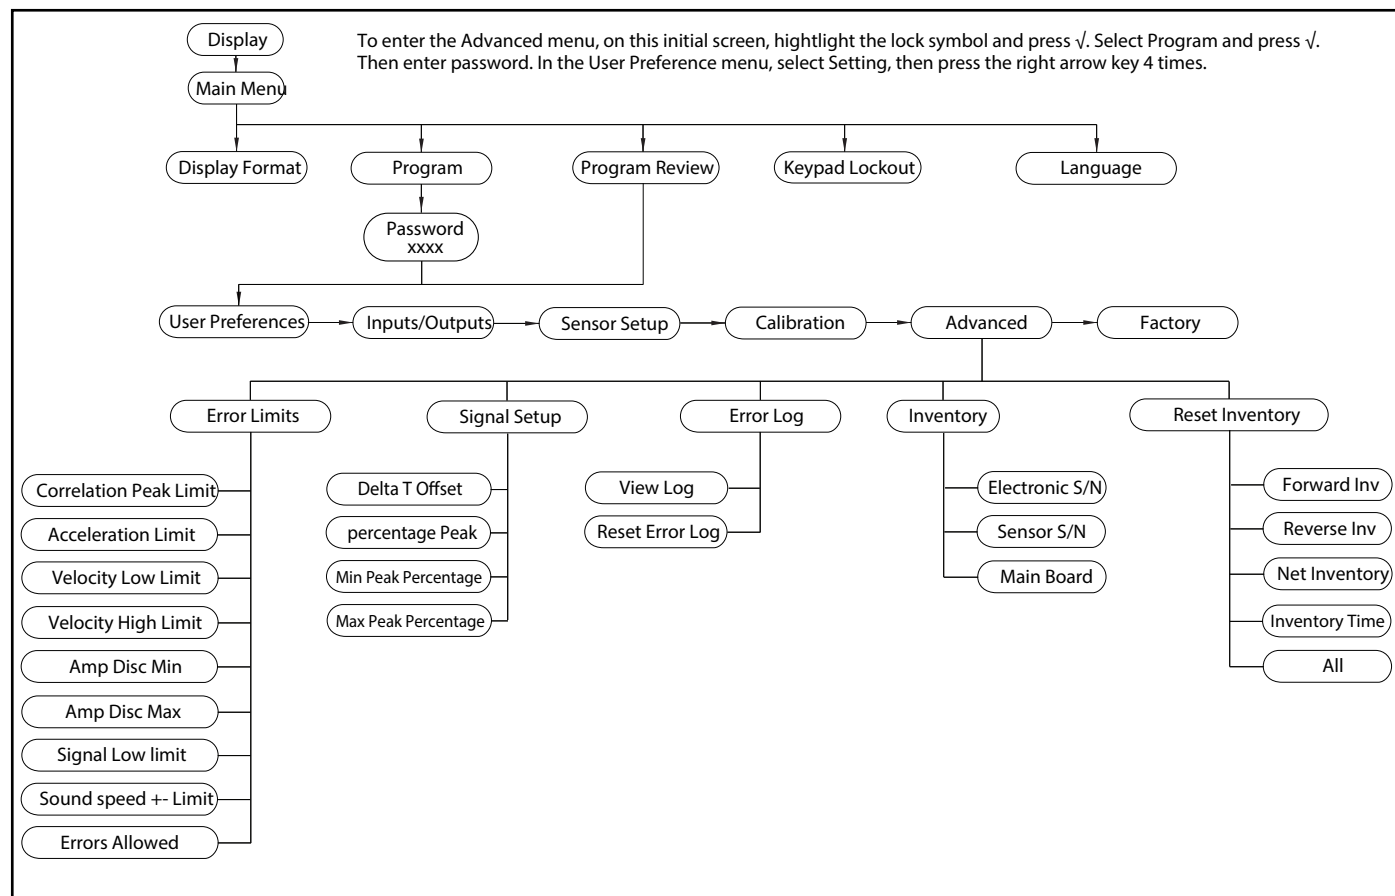 Display
To enter the Advanced menu, on this initial screen, hightlight the lock symbol and press √. Select Program and press √.
Then enter password. In the User Preference menu, select Setting, then press the right arrow key 4 times.
Main Menu
Display Format
Program
Program Review
Keypad Lockout
Language
Password
xxxx
User Preferences
Inputs/Outputs
Sensor Setup
Calibration
Advanced
Factory
Error Limits
Signal Setup
Error Log
Inventory
Reset Inventory
Correlation Peak Limit
Acceleration Limit
Velocity Low Limit
Velocity High Limit
Amp Disc Min
Amp Disc Max
Signal Low limit
Sound speed +- Limit
Errors Allowed
Delta T Offset
percentage Peak
Min Peak Percentage
Max Peak Percentage
View Log
Reset Error Log
Electronic S/N
Sensor S/N
Main Board
Forward Inv
Reverse Inv
Net Inventory
Inventory Time
All